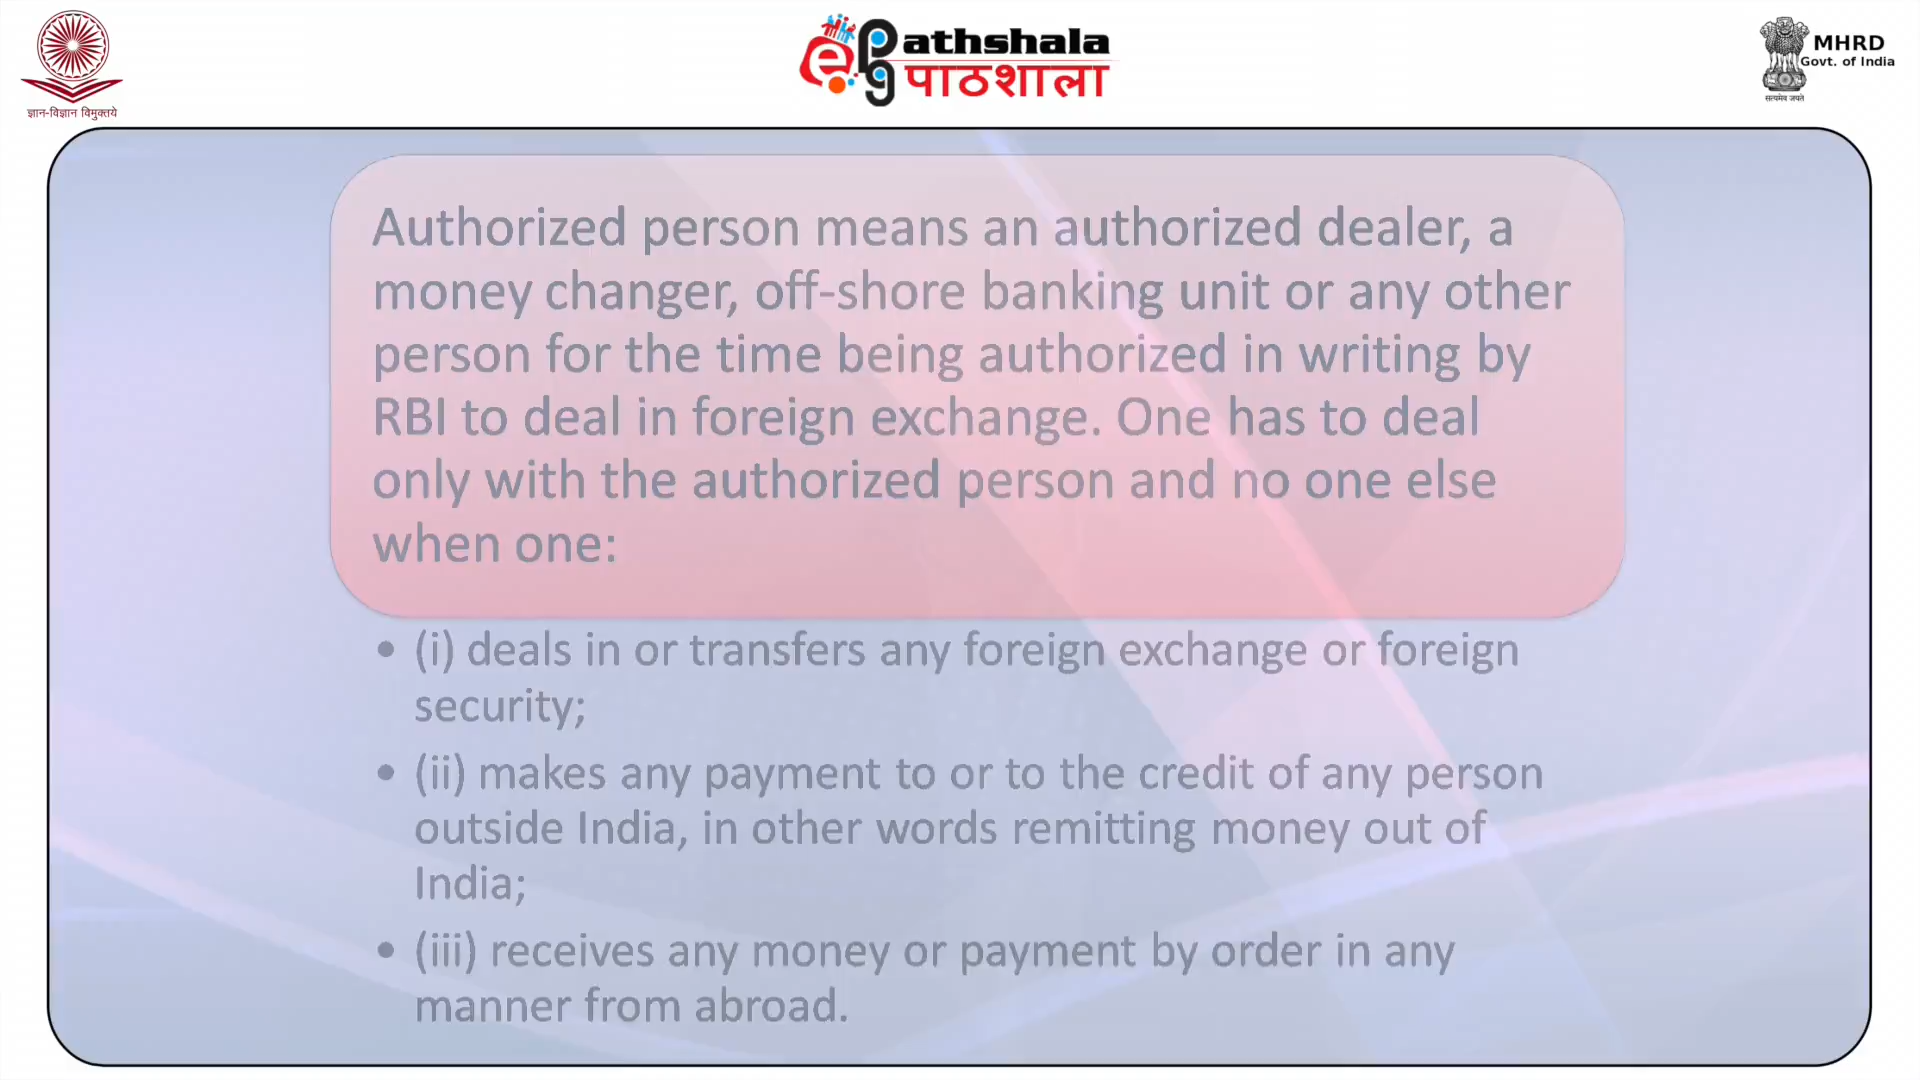 ज्ञान-विज्ञान विमुक्तये
e
pg
athshala
पाठशाला
MHRD
Govt. of India
सत्यमेव जयते
Authorized person means an authorized dealer, a
money changer, off-shore banking unit or any other
person for the time being authorized in writing by
RBI to deal in foreign exchange. One has to deal
only with the authorized person and no one else
when one:
• (i) deals in or transfers any foreign exchange or foreign
security;
• (ii) makes any payment to or to the credit of any person
outside India, in other words remitting money out of
India;
• (iii) receives any money or payment by order in any
manner from abroad.